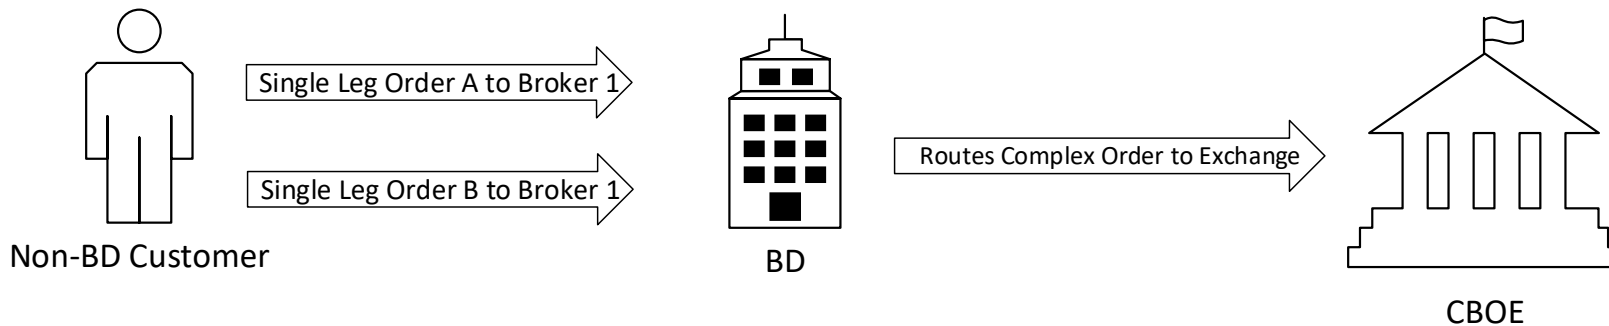 Single Leg Order A to Broker 1
Single Leg Order B to Broker 1
Routes Complex Order to Exchange
Non-BD Customer
BD
CBOE